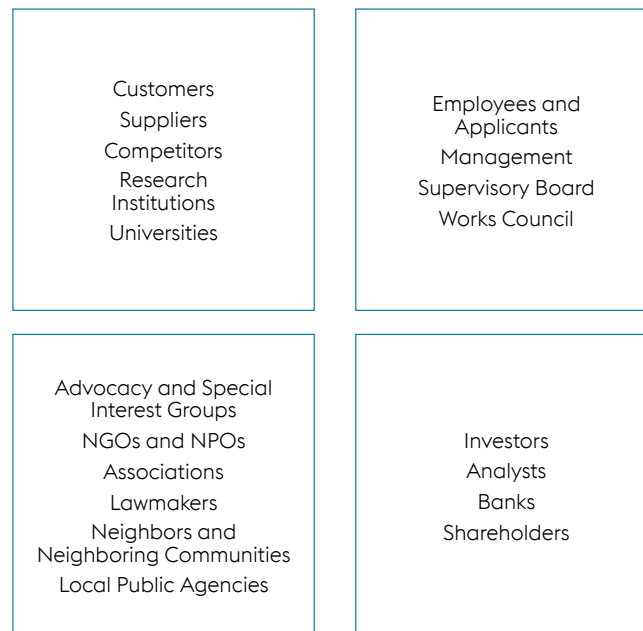 Customers
Suppliers
Competitors
Research
Institutions
Universities
Employees and
Applicants
Management
Supervisory Board
Works Council
Advocacy and Special
Interest Groups
NGOs and NPOs
Associations
Lawmakers
Neighbors and
Neighboring Communities
Local Public Agencies
Investors
Analysts
Banks
Shareholders